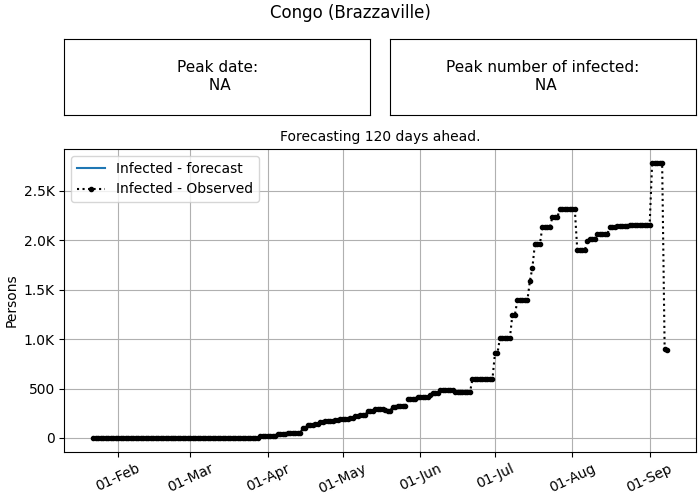 Congo (Brazzaville)
Peak date:
NA
Peak number of infected:
NA
Forecasting 120 days ahead.
Infected - forecast
Infected - Observed
2.5K
2.0K
1.5K
1.0K
500
0
Persons
01-Feb
01-Mar
01-Apr
01-May
01-Jun
01-Jul
01-Aug
01-Sep